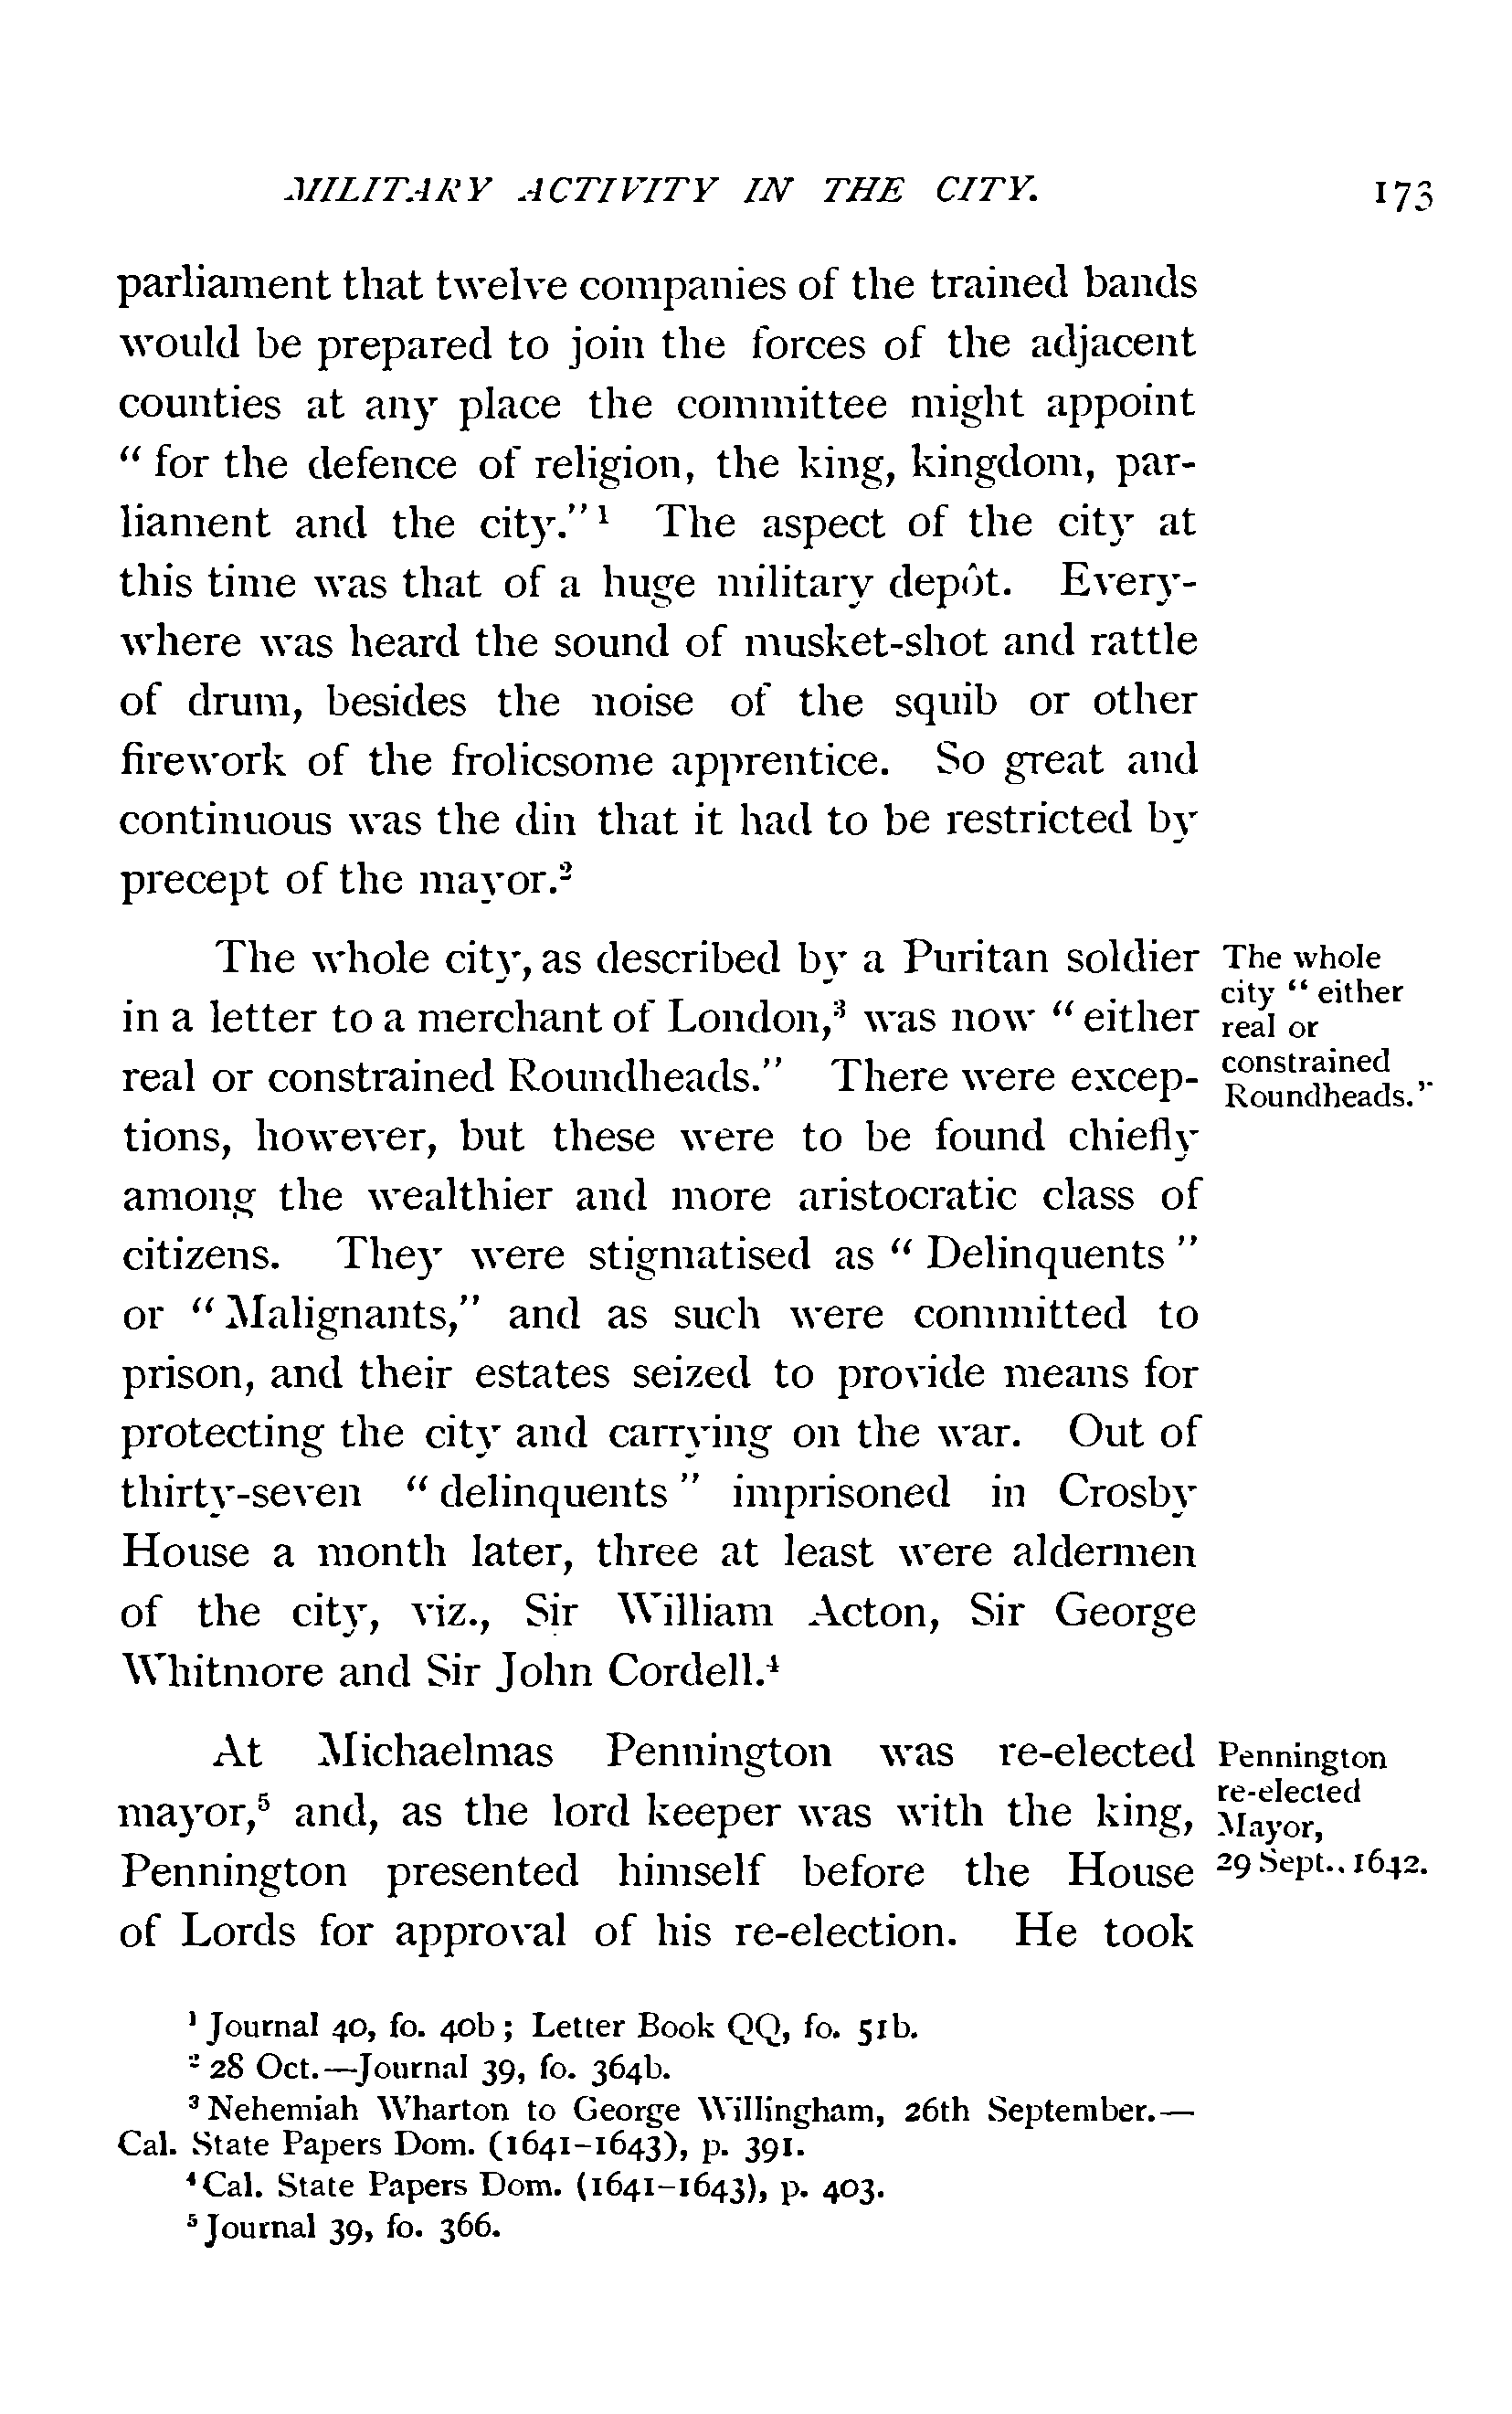 MILITARY ACTIVITY IN THE CITY. 173
parliament that twelve companies of the trained bands
would be prepared to join the forces of the adjacent
counties at any place the committee might appoint
“ for the defence of religion, the king, kingdom, par-
liament and the city.” ¹ The aspect of the city at
this time was that of a huge military depôt. Every-
where was heard the sound of musket-shot and rattle
of drum, besides the noise of the squib or other
firework of the frolicsome apprentice. So great and
continuous was the din that it had to be restricted by
precept of the mayor.²
The whole city, as described by a Puritan soldier
in a letter to a merchant of London,³ was now “ either
real or constrained Roundheads.” There were excep-
tions, however, but these were to be found chiefly
among the wealthier and more aristocratic class of
citizens. They were stigmatised as “ Delinquents ”
or “ Malignants,” and as such were committed to
prison, and their estates seized to provide means for
protecting the city and carrying on the war. Out of
thirty-seven “ delinquents ” imprisoned in Crosby
House a month later, three at least were aldermen
of the city, viz., Sir William Acton, Sir George
Whitmore and Sir John Cordell.⁴
The whole
city “ either
real or
constrained
Roundheads.”
At Michaelmas Pennington was re-elected
mayor,⁵ and, as the lord keeper was with the king,
Pennington presented himself before the House
of Lords for approval of his re-election. He took
Pennington
re-elected
Mayor,
29 Sept., 1642.
¹ Journal 40, fo. 40b ; Letter Book QQ, fo. 51b.
² 28 Oct.—Journal 39, fo. 364b.
³ Nehemiah Wharton to George Willingham, 26th September.—
Cal. State Papers Dom. (1641-1643), p. 391.
⁴ Cal. State Papers Dom. (1641-1643), p. 403.
⁵ Journal 39, fo. 366.